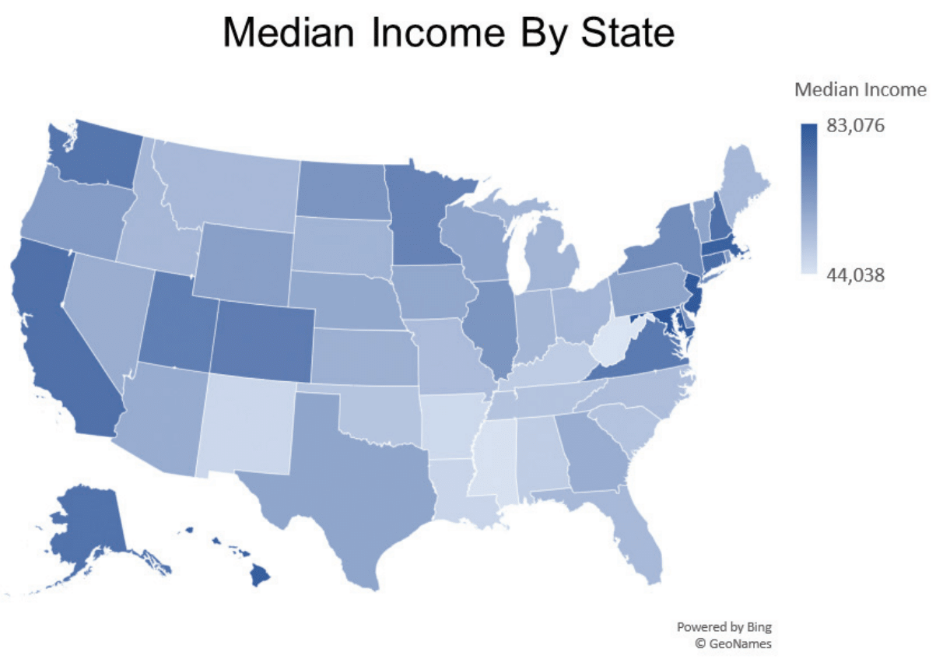 Median Income By State
Median Income
83,076
44,038
Powered by Bing
© GeoNames